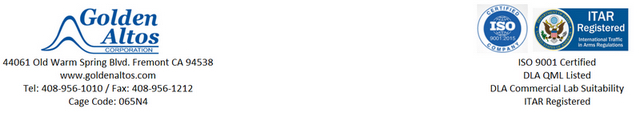 Golden
Altos
CORPORATION
44061 Old Warm Spring Blvd. Fremont CA 94538
www.goldenaltos.com
Tel: 408-956-1010 / Fax: 408-956-1212
Cage Code: 065N4
CERTIFIED
ISO
9001:2015
COMPANY
ITAR
Registered
International Traffic
in Arms Regulations
ISO 9001 Certified
DLA QML Listed
DLA Commercial Lab Suitability
ITAR Registered